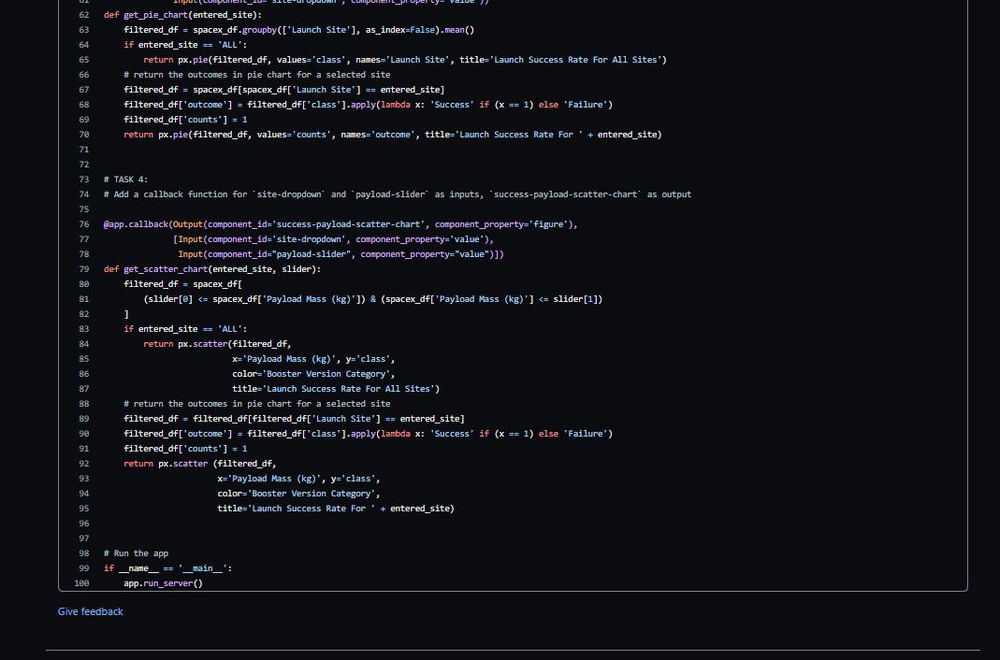 61 Input(component_id='site-dropdown', component_property='value'))
62 def get_pie_chart(entered_site):
63     filtered_df = spacex_df.groupby(['Launch Site'], as_index=False).mean()
64     if entered_site == 'ALL':
65         return px.pie(filtered_df, values='class', names='Launch Site', title='Launch Success Rate For All Sites')
66     # return the outcomes in pie chart for a selected site
67     filtered_df = spacex_df[spacex_df['Launch Site'] == entered_site]
68     filtered_df['outcome'] = filtered_df['class'].apply(lambda x: 'Success' if (x == 1) else 'Failure')
69     filtered_df['counts'] = 1
70     return px.pie(filtered_df, values='counts', names='outcome', title='Launch Success Rate For ' + entered_site)
71
72
73 # TASK 4:
74 # Add a callback function for `site-dropdown` and `payload-slider` as inputs, `success-payload-scatter-chart` as output
75
76 @app.callback(Output(component_id='success-payload-scatter-chart', component_property='figure'),
77               [Input(component_id='site-dropdown', component_property='value'),
78                Input(component_id="payload-slider", component_property="value")])
79 def get_scatter_chart(entered_site, slider):
80     filtered_df = spacex_df[
81         (slider[0] <= spacex_df['Payload Mass (kg)']) & (spacex_df['Payload Mass (kg)'] <= slider[1])
82     ]
83     if entered_site == 'ALL':
84         return px.scatter(filtered_df,
85                           x='Payload Mass (kg)', y='class',
86                           color='Booster Version Category',
87                           title='Launch Success Rate For All Sites')
88     # return the outcomes in pie chart for a selected site
89     filtered_df = filtered_df[filtered_df['Launch Site'] == entered_site]
90     filtered_df['outcome'] = filtered_df['class'].apply(lambda x: 'Success' if (x == 1) else 'Failure')
91     filtered_df['counts'] = 1
92     return px.scatter (filtered_df,
93                        x='Payload Mass (kg)', y='class',
94                        color='Booster Version Category',
95                        title='Launch Success Rate For ' + entered_site)
96
97
98 # Run the app
99 if __name__ == '__main__':
100     app.run_server()
Give feedback